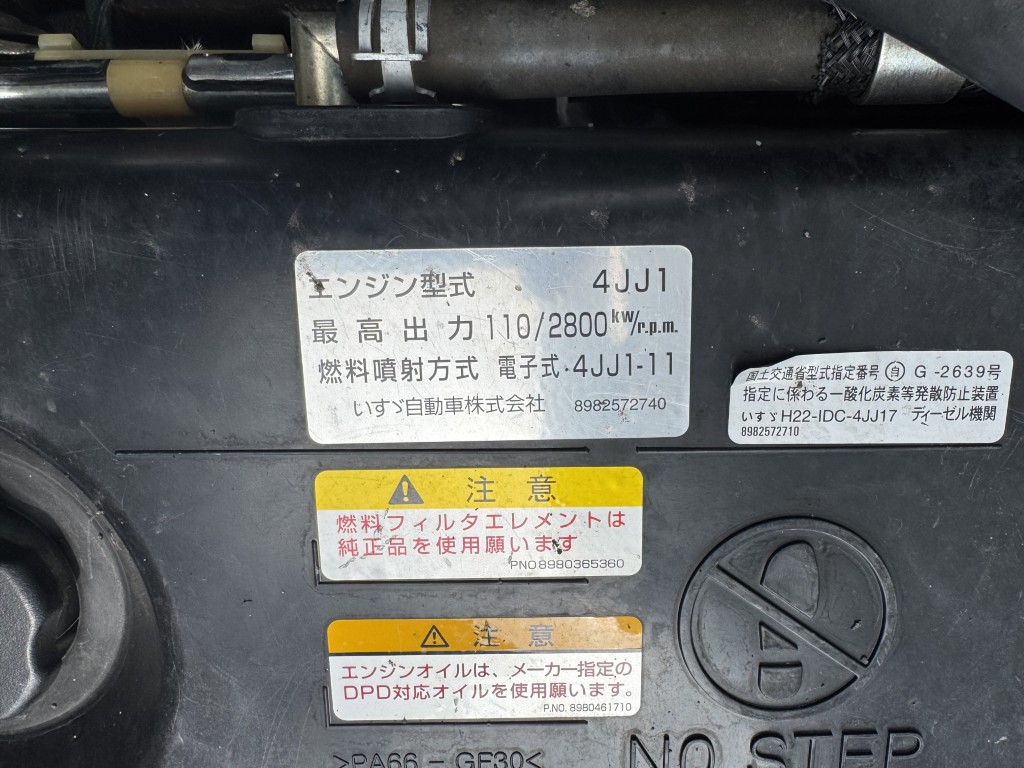 エンジン型式 4JJ1
最高出力 110/2800kw/r.p.m.
燃料噴射方式 電子式・4JJ1-11
いすゞ自動車株式会社 8982572740
国土交通省型式指定番号 自 G-2639号
指定に係わる一酸化炭素等発散防止装置
いすゞH22-IDC-4JJ17 ディーゼル機関
8982572710
注意
燃料フィルタエレメントは
純正品を使用願います
PNO8980365360
注意
エンジンオイルは、メーカー指定の
DPD対応オイルを使用願います。
P.NO. 8980461710
NO STEP
>PA66-GF30<